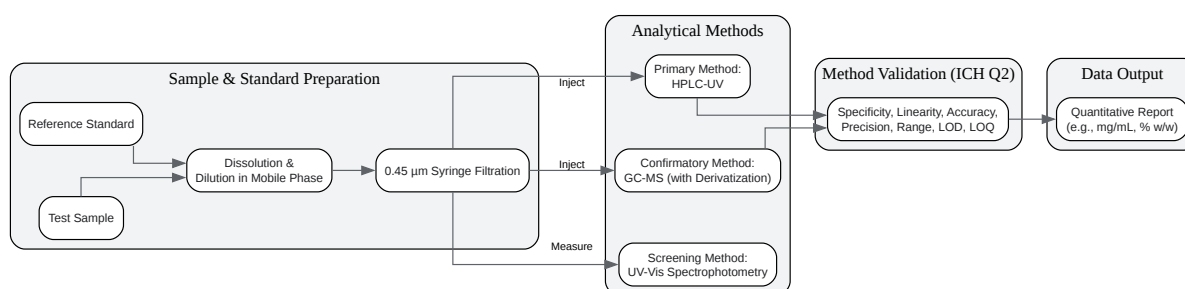 Sample & Standard Preparation
Reference Standard
Test Sample
Dissolution &
Dilution in Mobile Phase
0.45 µm Syringe Filtration
Inject
Inject
Measure
Analytical Methods
Primary Method:
HPLC-UV
Confirmatory Method:
GC-MS (with Derivatization)
Screening Method:
UV-Vis Spectrophotometry
Method Validation (ICH Q2)
Specificity, Linearity, Accuracy,
Precision, Range, LOD, LOQ
Data Output
Quantitative Report
(e.g., mg/mL, % w/w)